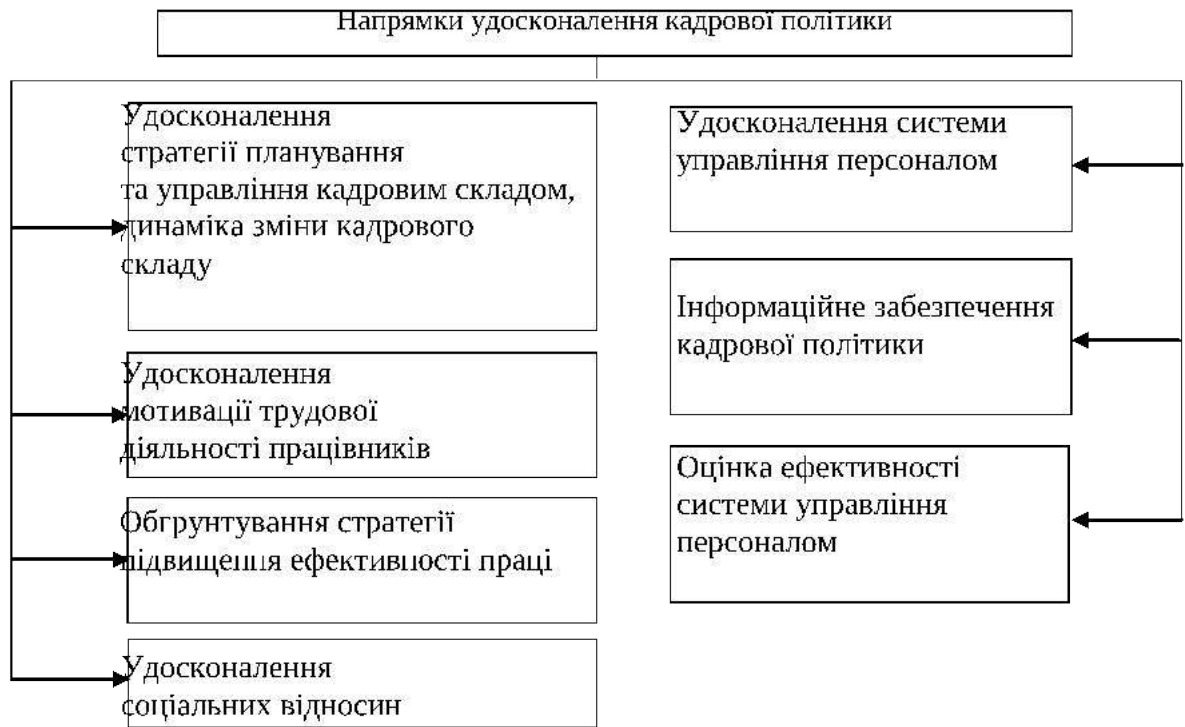 Напрямки удосконалення кадрової політики
Удосконалення
стратегії планування
та управління кадровим складом,
динаміка зміни кадрового
складу
Удосконалення
мотивації трудової
діяльності працівників
Обгрунтування стратегії
підвищення ефективності праці
Удосконалення
соціальних відносин
Удосконалення системи
управління персоналом
Інформаційне забезпечення
кадрової політики
Оцінка ефективності
системи управління
персоналом